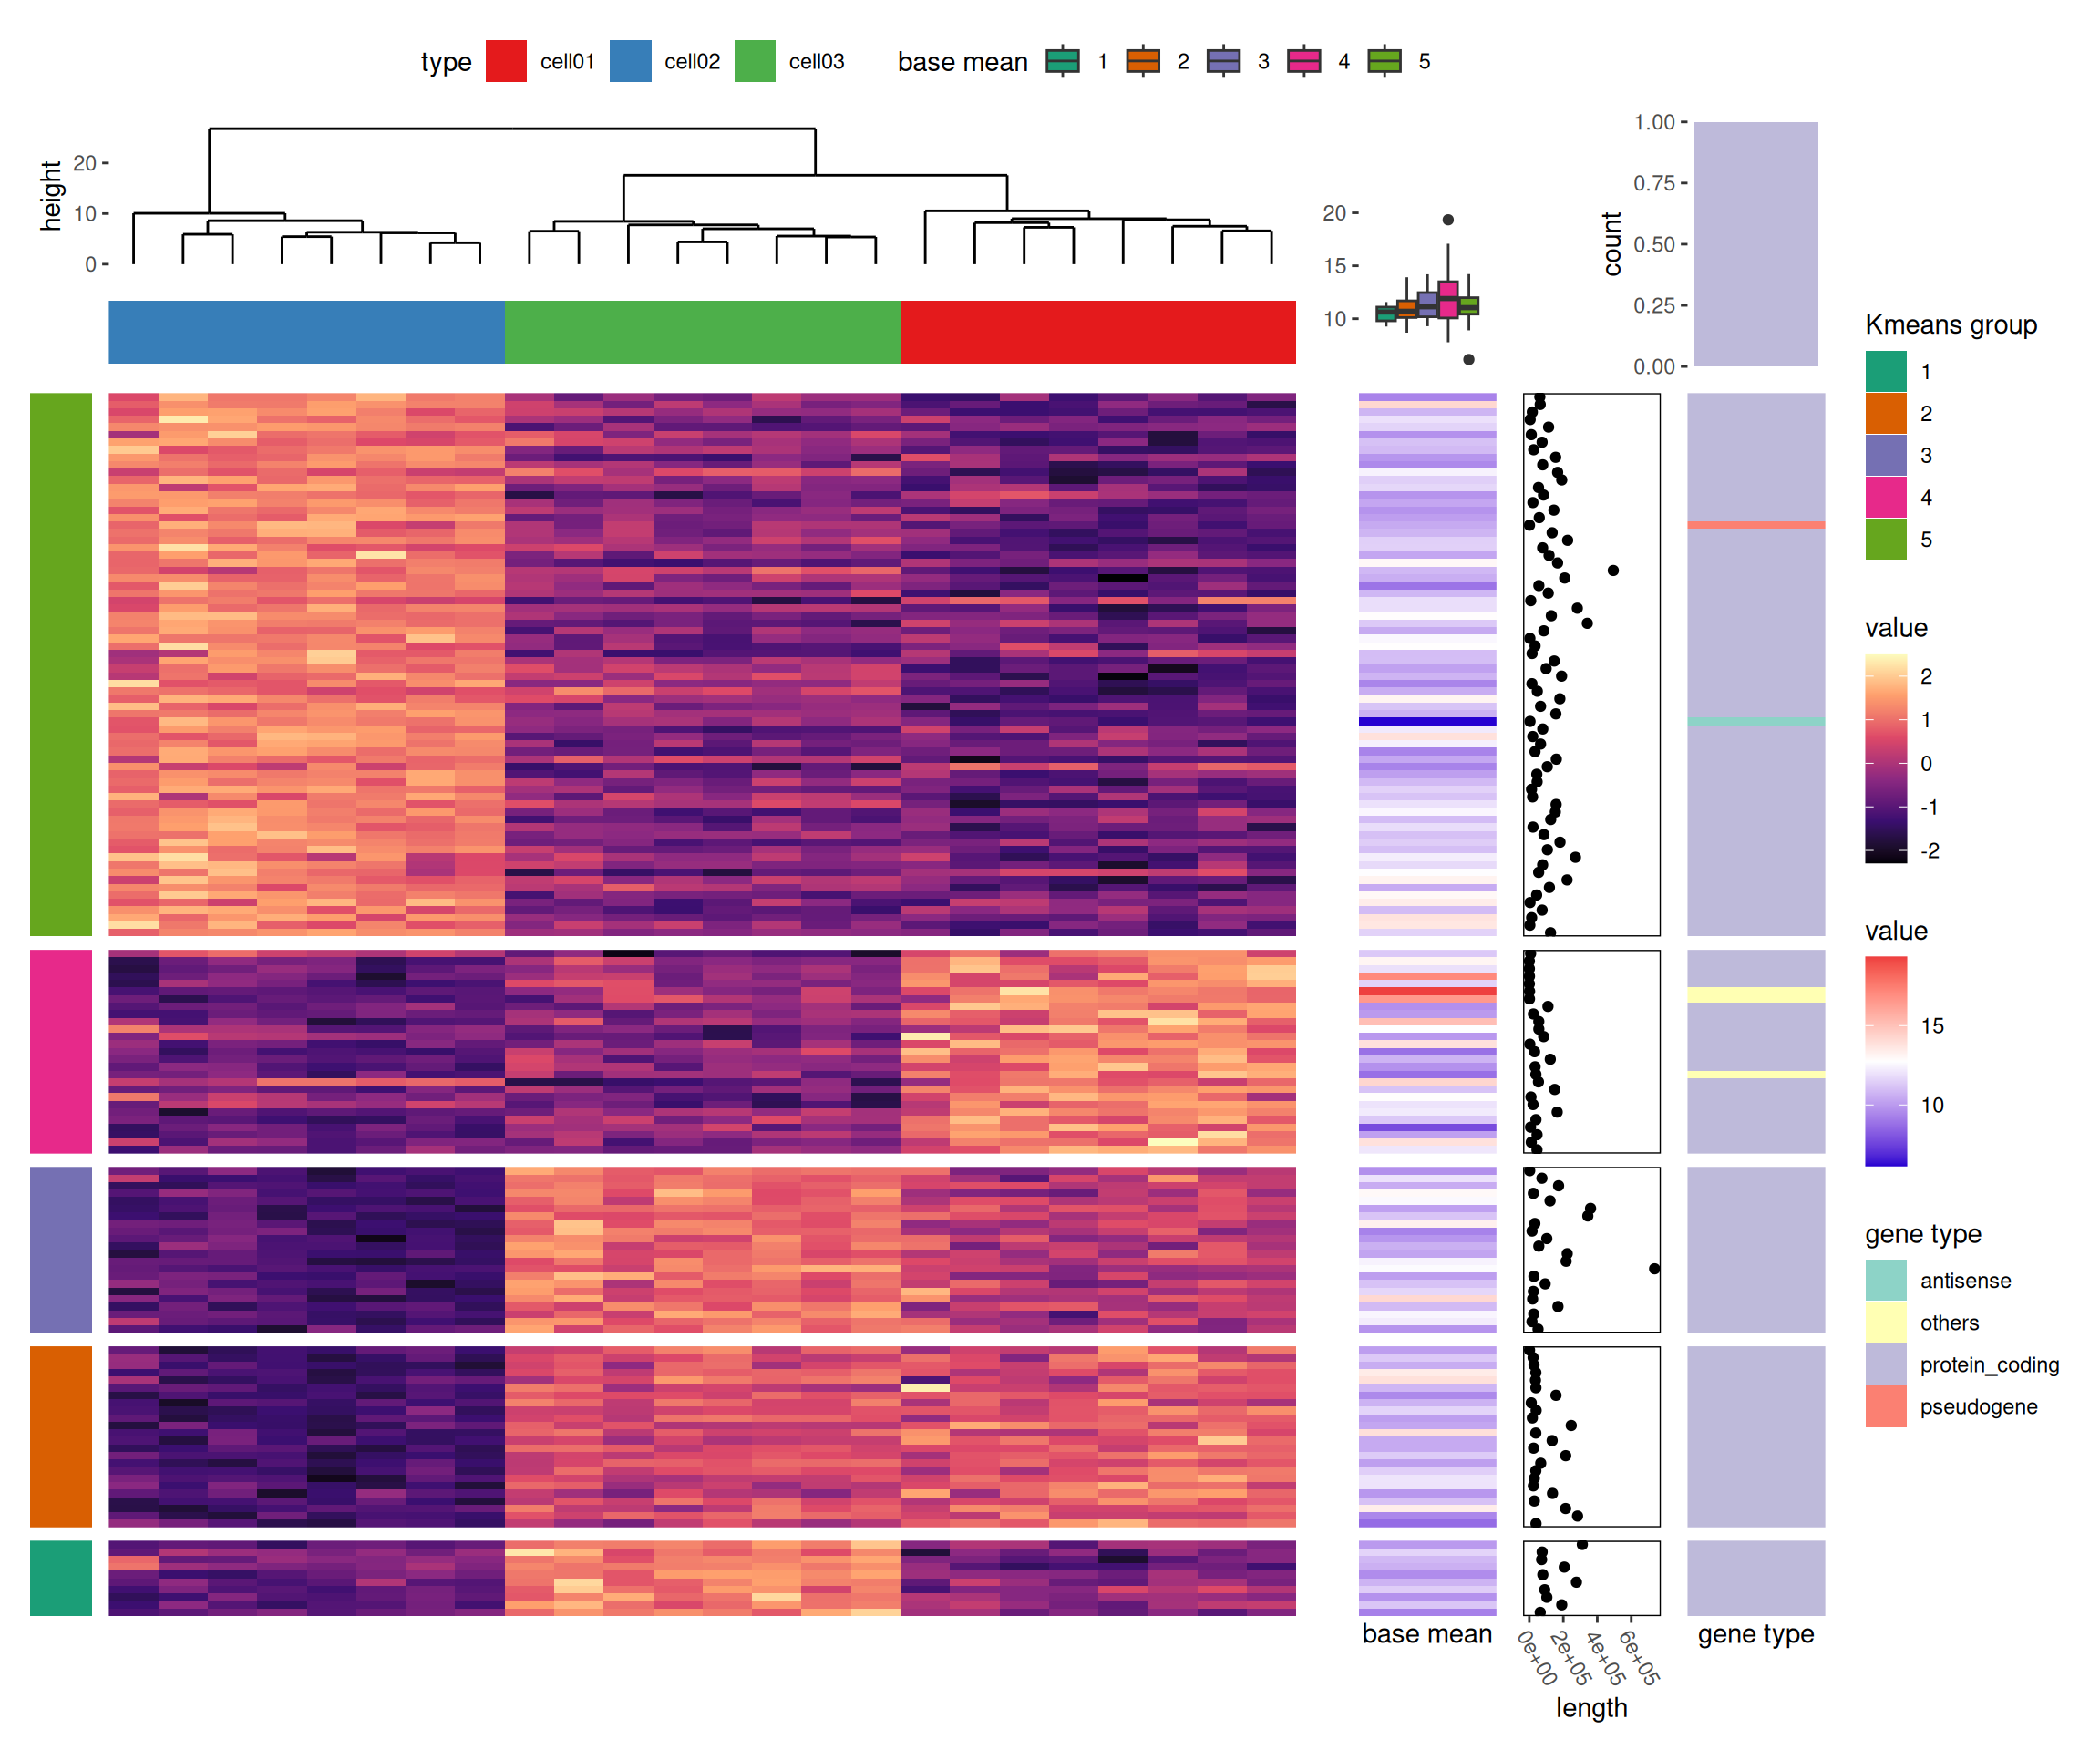 type cell01 cell02 cell03 base mean 1 2 3 4 5
height
20
10
0
20
15
10
count
1.00
0.75
0.50
0.25
0.00
Kmeans group
1
2
3
4
5
value
2
1
0
-1
-2
value
15
10
gene type
antisense
others
protein_coding
pseudogene
base mean
0e+00 2e+05 4e+05 6e+05
length
gene type